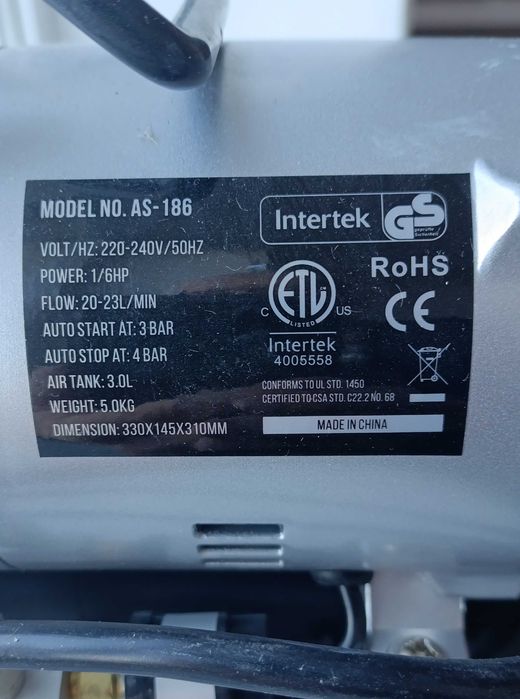 MODEL NO. AS-186
VOLT/HZ: 220-240V/50HZ
POWER: 1/6HP
FLOW: 20-23L/MIN
AUTO START AT: 3 BAR
AUTO STOP AT: 4 BAR
AIR TANK: 3.0L
WEIGHT: 5.0KG
DIMENSION: 330X145X310MM
Intertek
GS
geprüfte
Sicherheit
ETL
LISTED
C US
Intertek
4005558
RoHS
CE
CONFORMS TO UL STD. 1450
CERTIFIED TO CSA STD. C22.2 NO. 68
MADE IN CHINA